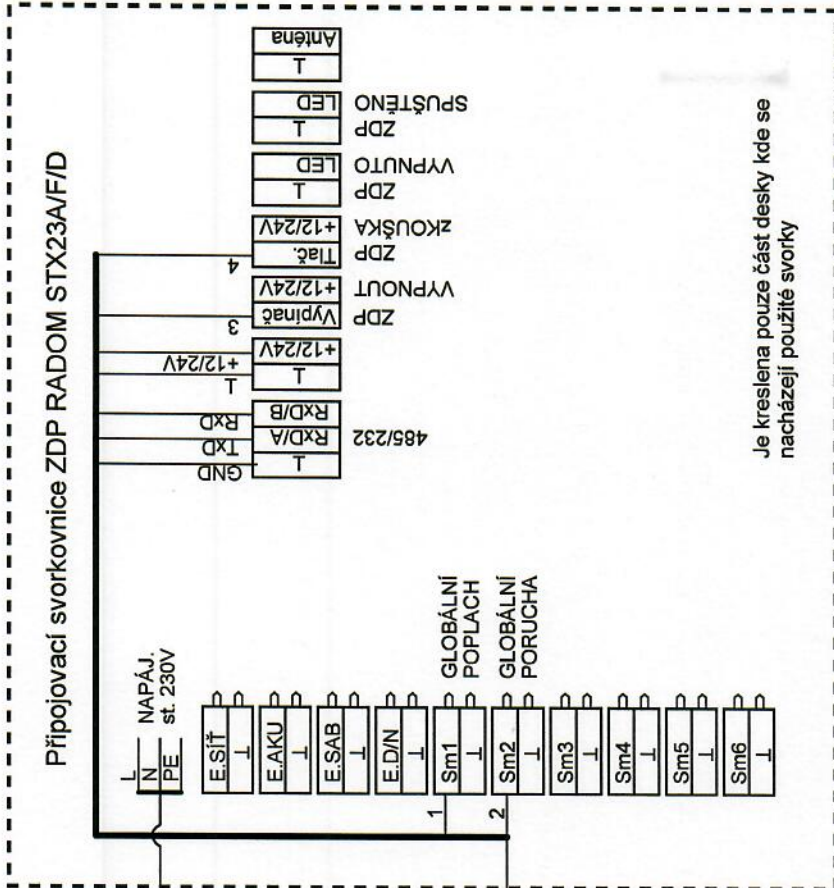 Připojovací svorkovnice ZDP RADOM STX23A/F/D
Anténa
⊥
LED
⊥
ZDP
SPUŠTĚNO
LED
⊥
ZDP
VYPNUTO
+12/24V
Tlač.
ZDP
ZKOUŠKA
4
+12/24V
Vypínač
ZDP
VYPNOUT
3
+12/24V
⊥
+12/24V
⊥
RxD/B
RxD/A
⊥
RxD
TxD
GND
485/232
L
N
PE
NAPÁJ.
st. 230V
E.SÍŤ
⊥
E.AKU
⊥
E.SAB
⊥
E.D/N
⊥
1
Sm1
⊥
GLOBÁLNÍ
POPLACH
2
Sm2
⊥
GLOBÁLNÍ
PORUCHA
Sm3
⊥
Sm4
⊥
Sm5
⊥
Sm6
⊥
Je kreslena pouze část desky kde se
nacházejí použité svorky